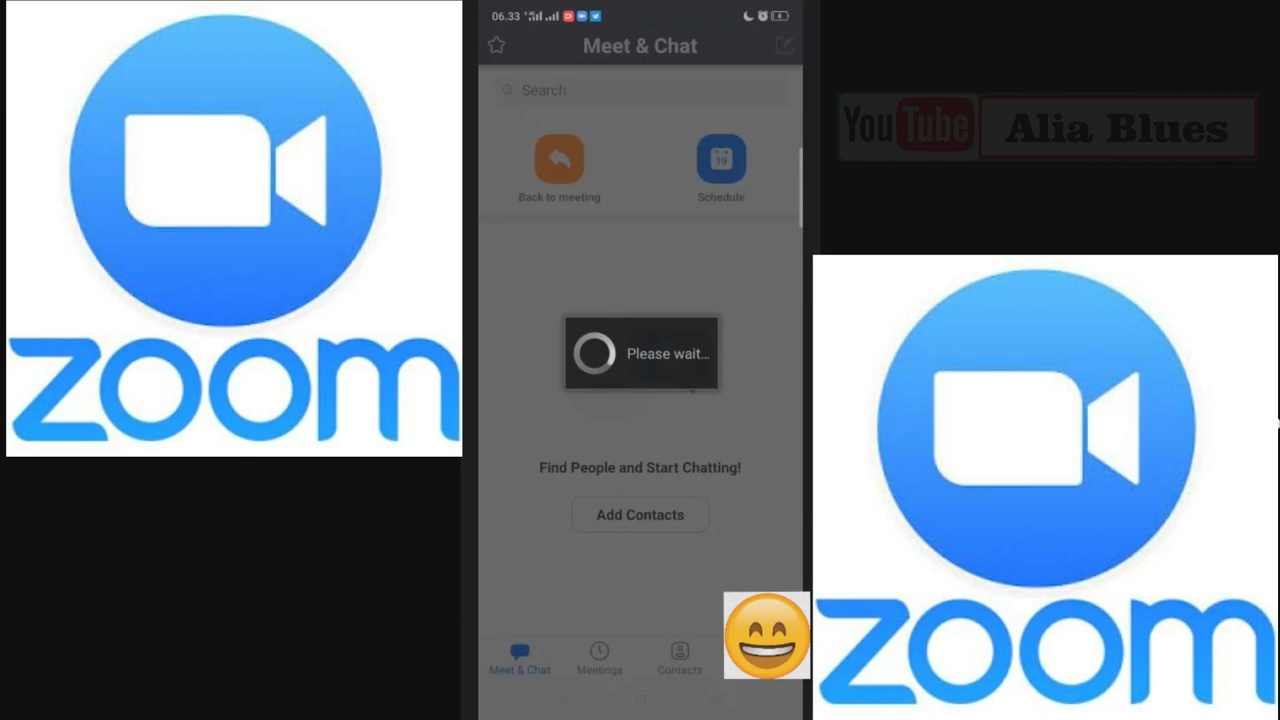 zoom
06.33
Meet & Chat
Search
19
Back to meeting
Schedule
Please wait...
Find People and Start Chatting!
Add Contacts
Meet & Chat
Meetings
Contacts
YouTube
Alia Blues
zoom